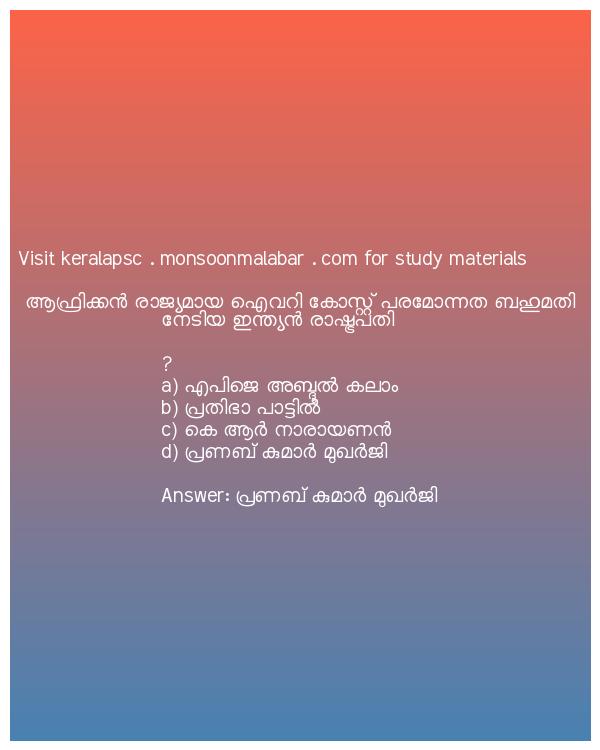 Visit keralapsc . monsoonmalabar . com for study materials
ആഫ്രിക്കൻ രാജ്യമായ ഐവറി കോസ്റ്റ് പരമോന്നത ബഹുമതി
നേടിയ ഇന്ത്യൻ രാഷ്ട്രപതി
?
a) എപിജെ അബ്ദുൽ കലാം
b) പ്രതിഭാ പാട്ടിൽ
c) കെ ആർ നാരായണൻ
d) പ്രണബ് കുമാർ മുഖർജി
Answer: പ്രണബ് കുമാർ മുഖർജി